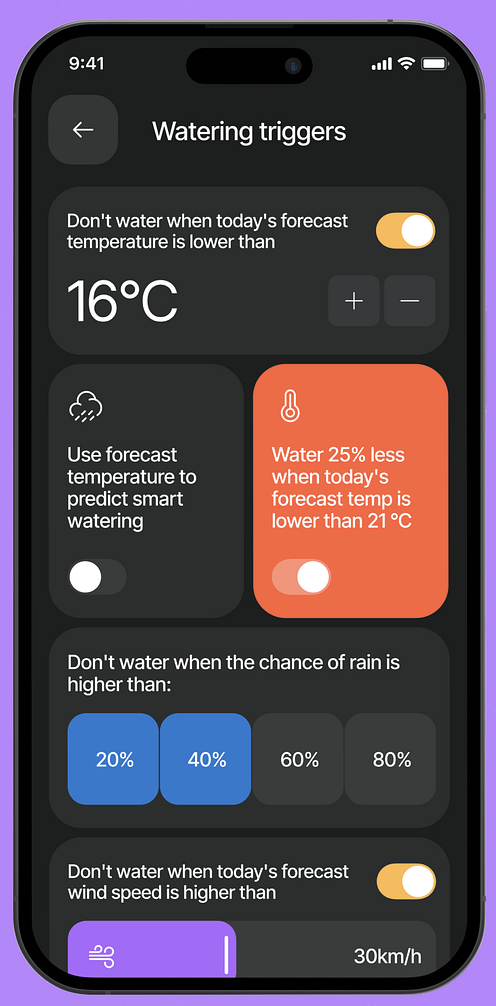 9:41
Watering triggers
Don't water when today's forecast
temperature is lower than
16°C
Use forecast
temperature to
predict smart
watering
Water 25% less
when today's
forecast temp is
lower than 21 °C
Don't water when the chance of rain is
higher than:
20% 40% 60% 80%
Don't water when today's forecast
wind speed is higher than
30km/h